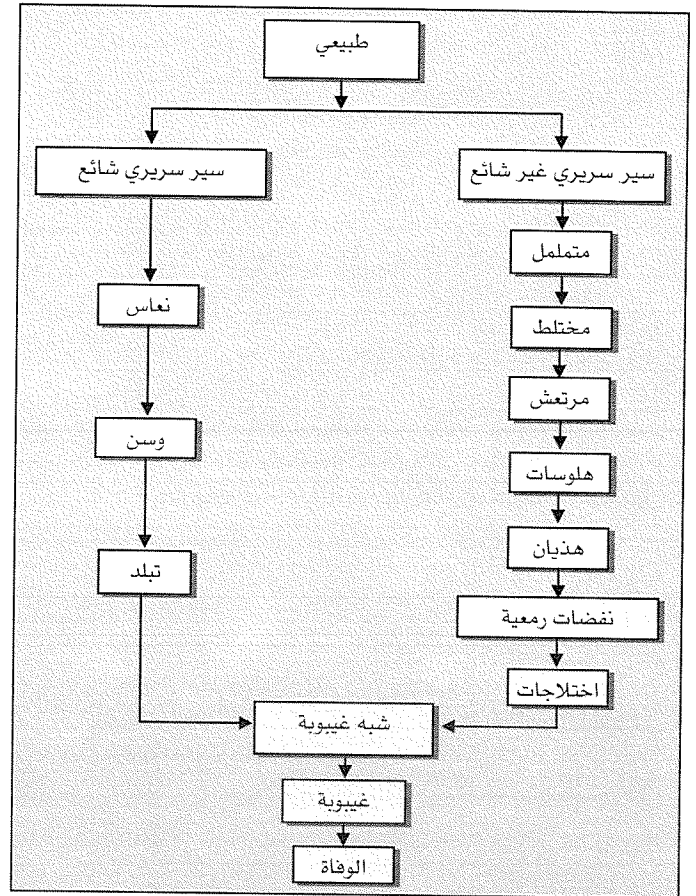 طبيعي
سير سريري شائع
نعاس
وسن
تبلد
سير سريري غير شائع
متململ
مختلط
مرتعش
هلوسات
هذيان
نفضات رمعية
اختلاجات
شبه غيبوبة
غيبوبة
الوفاة